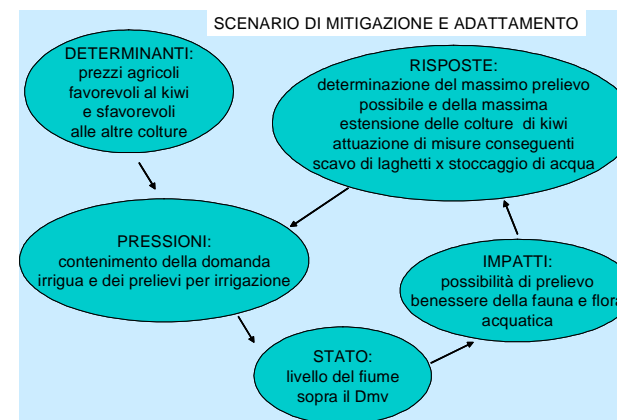 SCENARIO DI MITIGAZIONE E ADATTAMENTO
DETERMINANTI:
prezzi agricoli
favorevoli al kiwi
e sfavorevoli
alle altre colture
RISPOSTE:
determinazione del massimo prelievo
possibile e della massima
estensione delle colture di kiwi
attuazione di misure conseguenti
scavo di laghetti x stoccaggio di acqua
PRESSIONI:
contenimento della domanda
irrigua e dei prelievi per irrigazione
IMPATTI:
possibilità di prelievo
benessere della fauna e flora
acquatica
STATO:
livello del fiume
sopra il Dmv